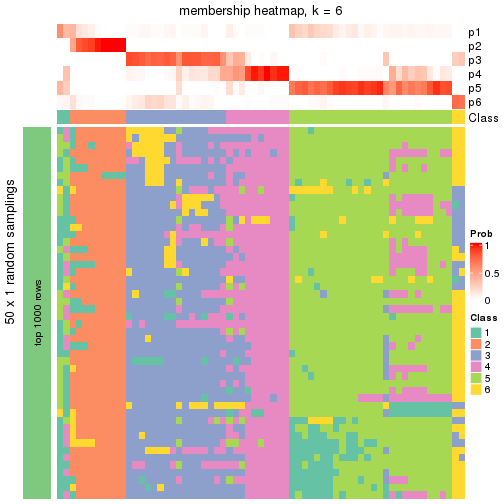 membership heatmap, k = 6
p1
p2
p3
p4
p5
p6
Class
50 x 1 random samplings
top 1000 rows
Prob
1
0.5
0
Class
1
2
3
4
5
6